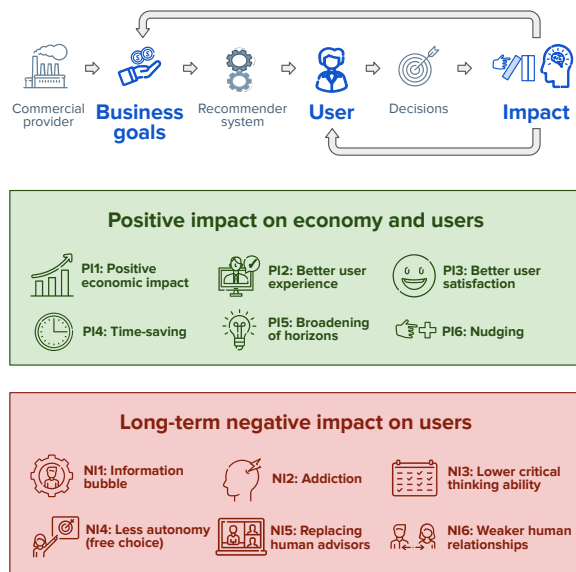 Commercial
provider
Business
goals
Recommender
system
User
Decisions
Impact
Positive impact on economy and users
PI1: Positive
economic impact
PI2: Better user
experience
PI3: Better user
satisfaction
PI4: Time-saving
PI5: Broadening
of horizons
PI6: Nudging
Long-term negative impact on users
NI1: Information
bubble
NI2: Addiction
NI3: Lower critical
thinking ability
NI4: Less autonomy
(free choice)
NI5: Replacing
human advisors
NI6: Weaker human
relationships